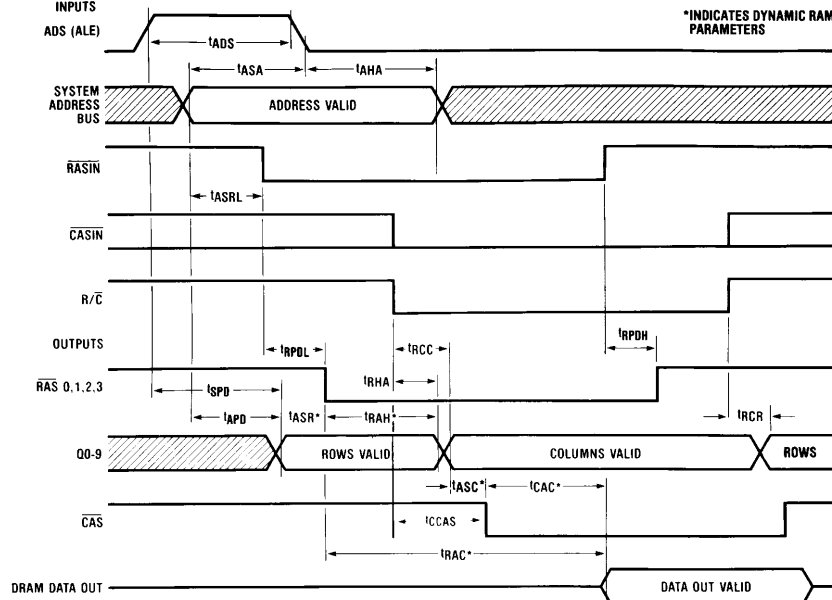 INPUTS
*INDICATES DYNAMIC RAM
PARAMETERS
ADS (ALE)
tADS
tASA
tAHA
SYSTEM
ADDRESS
BUS
ADDRESS VALID
RASIN
tASRL
CASIN
R/C
OUTPUTS
tRPDL
tRCC
tRPDH
tRHA
RAS 0,1,2,3
tSPD
tAPD
tASR*
tRAH*
tRCR
Q0-9
ROWS VALID
COLUMNS VALID
ROWS
tASC*
tCAC*
CAS
tCCAS
tRAC*
DRAM DATA OUT
DATA OUT VALID